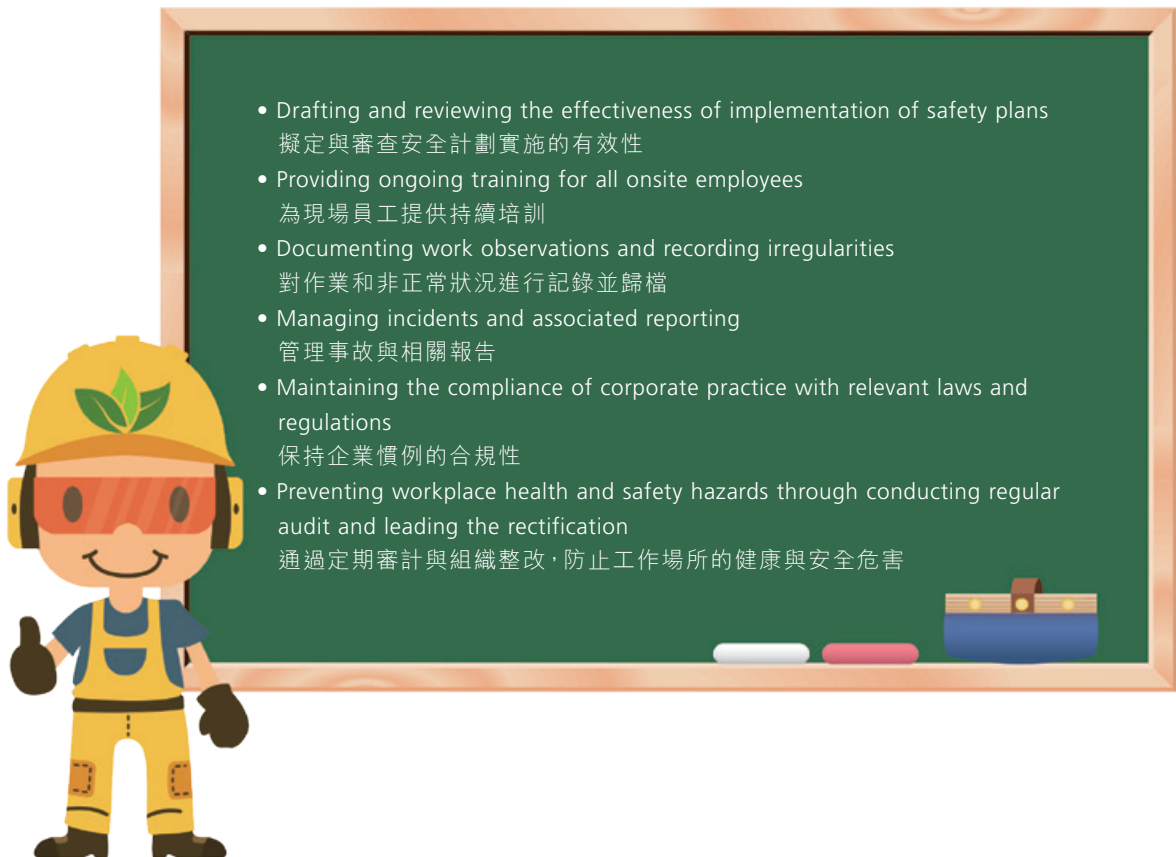 • Drafting and reviewing the effectiveness of implementation of safety plans
擬定與審查安全計劃實施的有效性
• Providing ongoing training for all onsite employees
為現場員工提供持續培訓
• Documenting work observations and recording irregularities
對作業和非正常狀況進行記錄並歸檔
• Managing incidents and associated reporting
管理事故與相關報告
• Maintaining the compliance of corporate practice with relevant laws and
regulations
保持企業慣例的合規性
• Preventing workplace health and safety hazards through conducting regular
audit and leading the rectification
通過定期審計與組織整改，防止工作場所的健康與安全危害